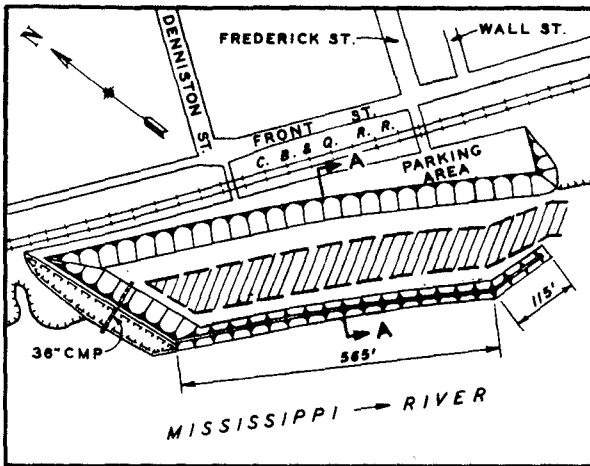 N
DENNISTON ST.
FREDERICK ST.
WALL ST.
FRONT ST.
C. B. & Q. R. R.
A
PARKING
AREA
36" CMP
A
565'
115'
MISSISSIPPI RIVER